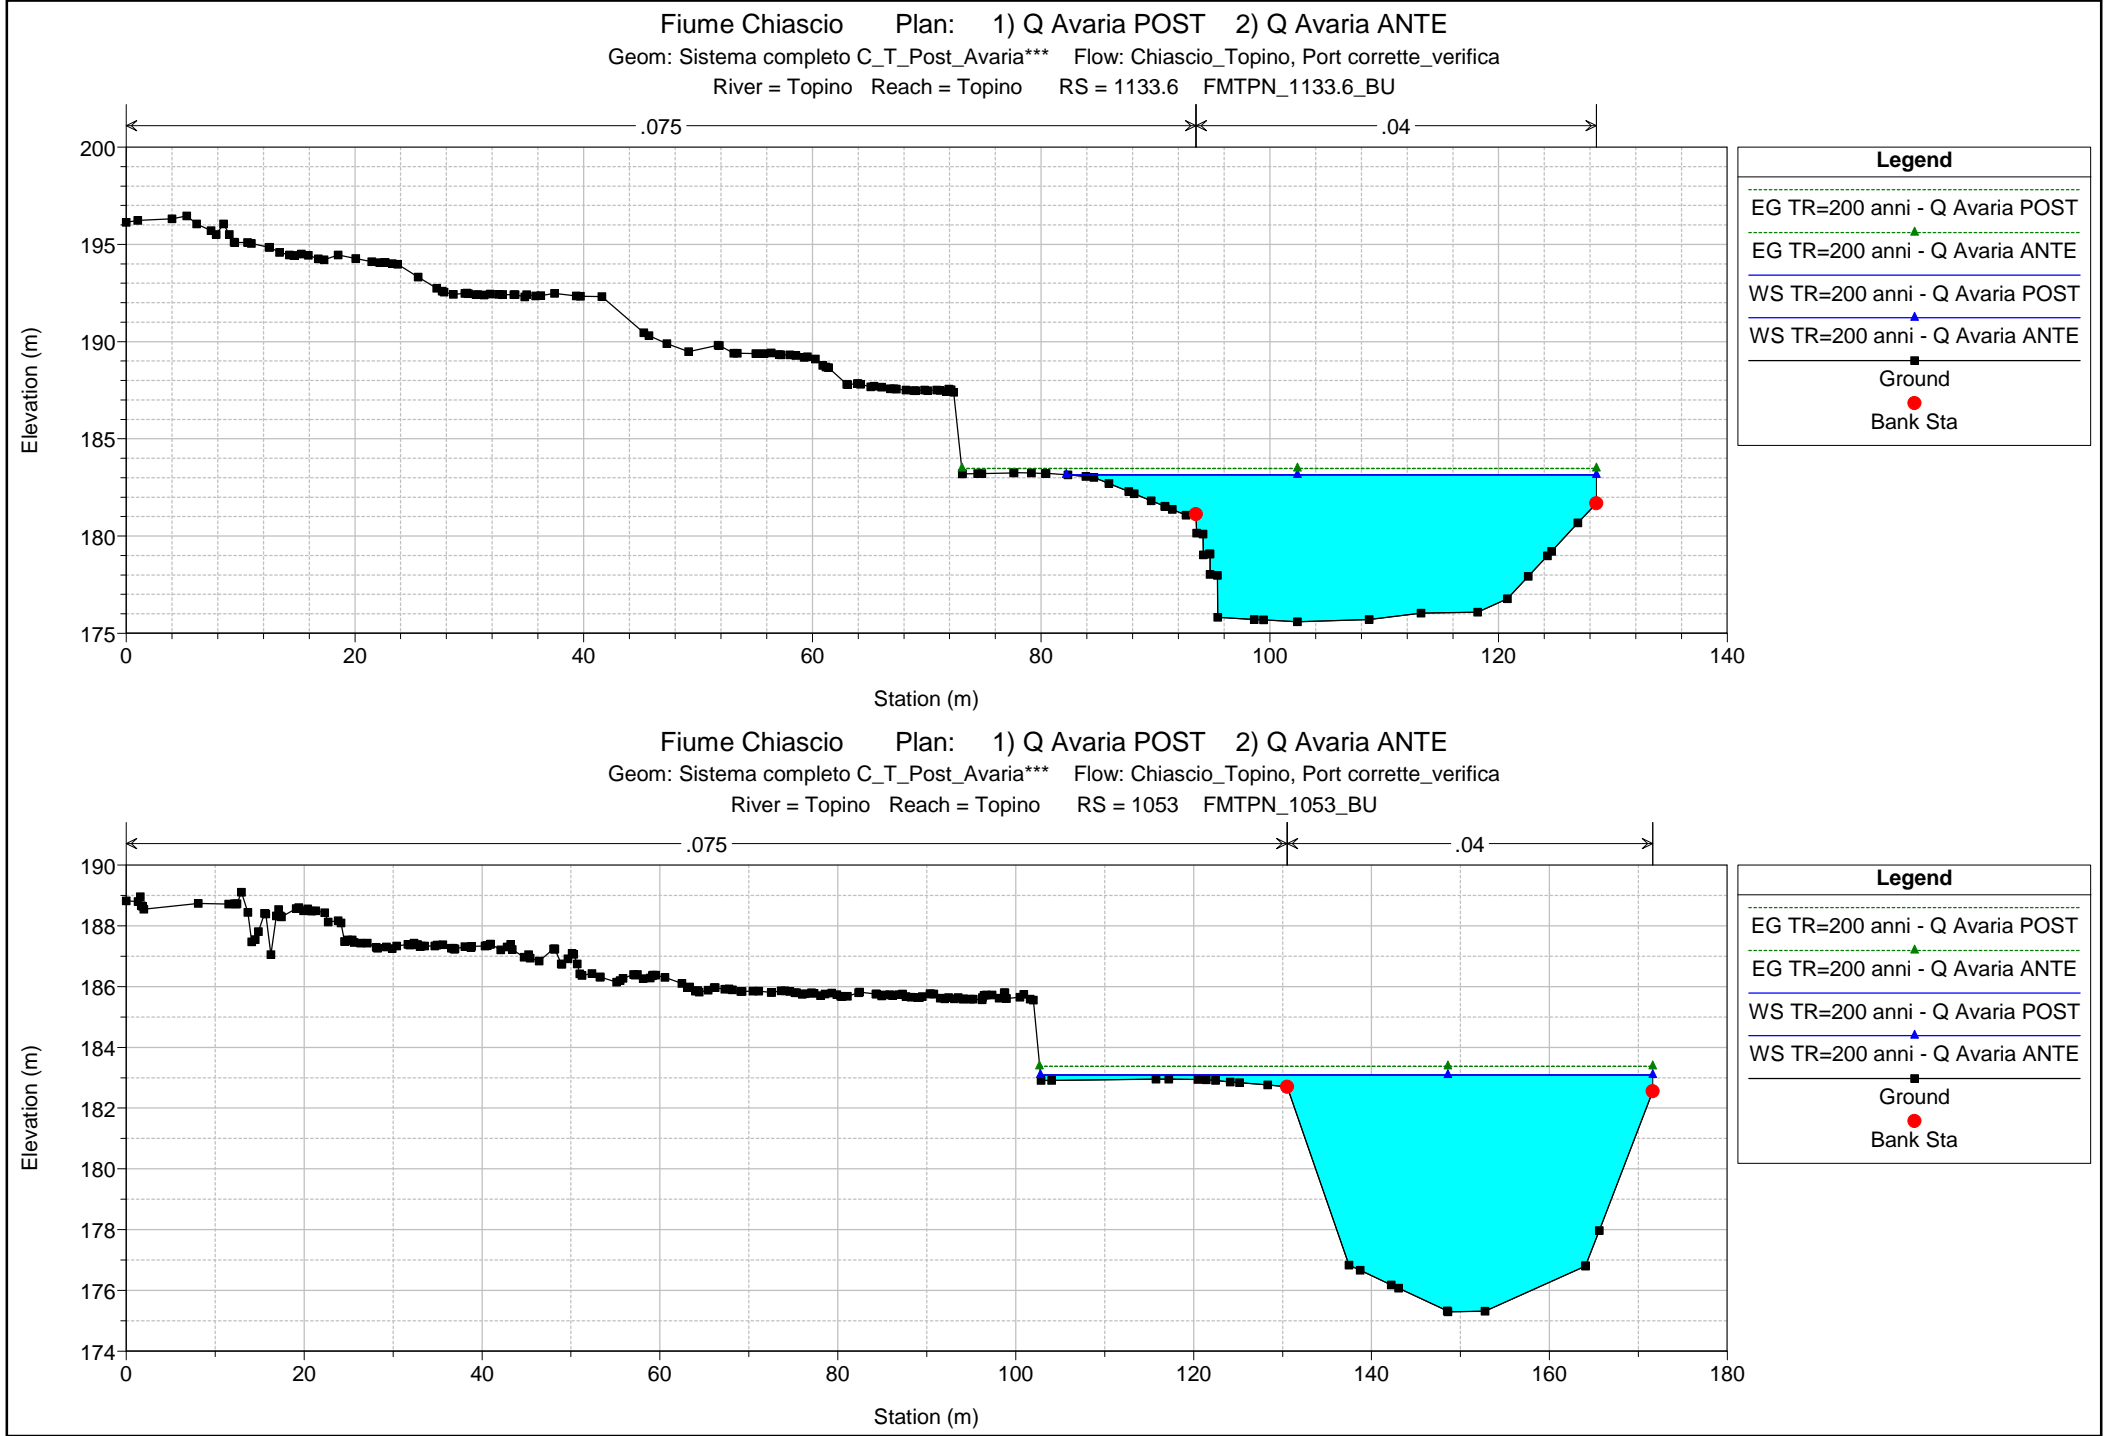 Fiume Chiascio Plan: 1) Q Avaria POST 2) Q Avaria ANTE
Geom: Sistema completo C_T_Post_Avaria*** Flow: Chiascio_Topino, Port corrette_verifica
River = Topino Reach = Topino RS = 1133.6 FMTPN_1133.6_BU
.075 .04
200
195
190
185
180
175
Elevation (m)
0 20 40 60 80 100 120 140
Station (m)
Legend
EG TR=200 anni - Q Avaria POST
EG TR=200 anni - Q Avaria ANTE
WS TR=200 anni - Q Avaria POST
WS TR=200 anni - Q Avaria ANTE
Ground
Bank Sta
Fiume Chiascio Plan: 1) Q Avaria POST 2) Q Avaria ANTE
Geom: Sistema completo C_T_Post_Avaria*** Flow: Chiascio_Topino, Port corrette_verifica
River = Topino Reach = Topino RS = 1053 FMTPN_1053_BU
.075 .04
190
188
186
184
182
180
178
176
174
Elevation (m)
0 20 40 60 80 100 120 140 160 180
Station (m)
Legend
EG TR=200 anni - Q Avaria POST
EG TR=200 anni - Q Avaria ANTE
WS TR=200 anni - Q Avaria POST
WS TR=200 anni - Q Avaria ANTE
Ground
Bank Sta